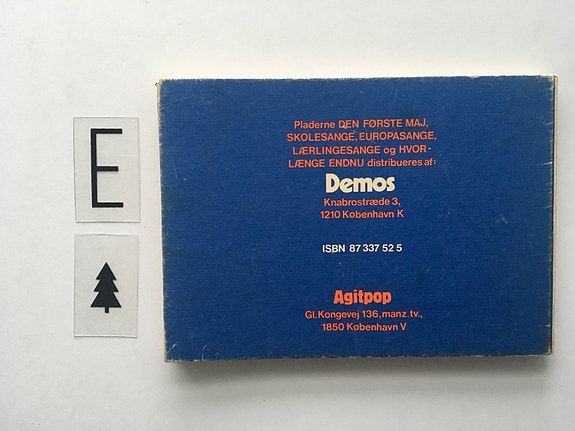 E
Pladerne DEN FØRSTE MAJ,
SKOLESANGE, EUROPASANGE,
LÆRLINGESANGE og HVOR-
LÆNGE ENDNU distribueres af:
Demos
Knabrostræde 3,
1210 København K
ISBN 87 337 52 5
Agitpop
Gl. Kongevej 136, manz. tv.,
1850 København V